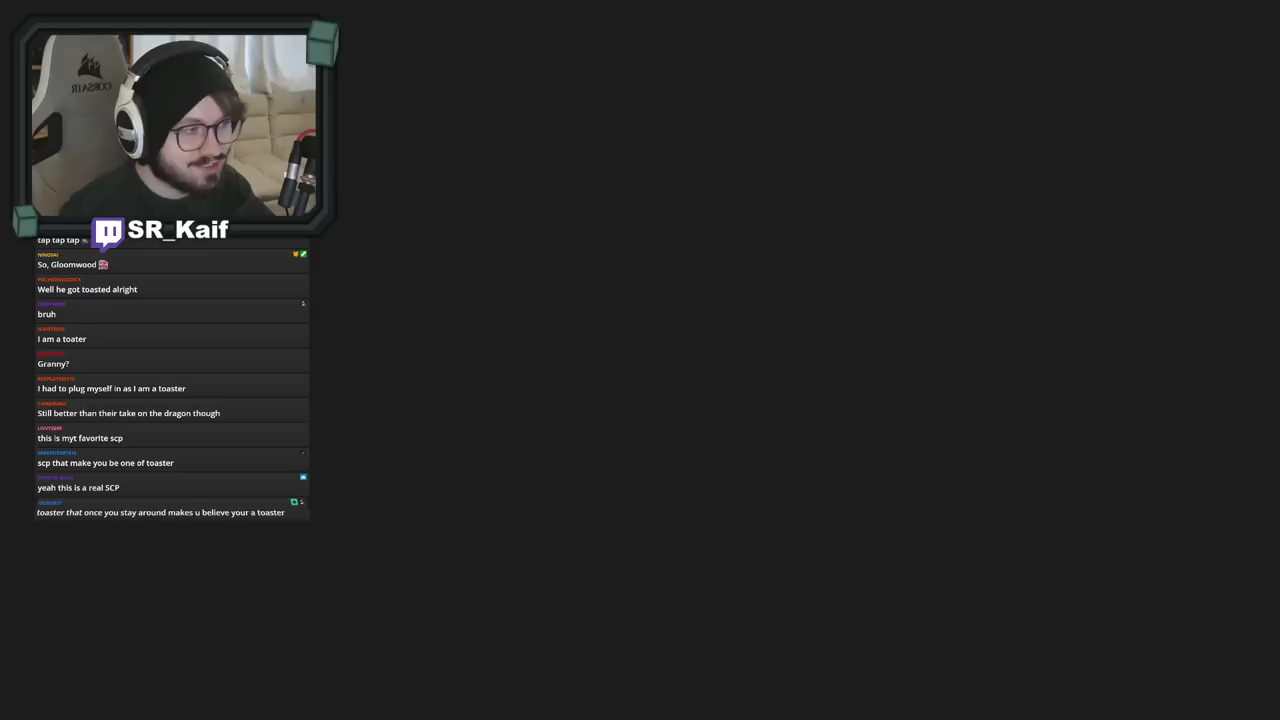 CORSAIR
SR_Kaif
tap tap tap
So, Gloomwood
Well he got toasted alright
bruh
I am a toater
Granny?
I had to plug myself in as I am a toaster
Still better than their take on the dragon though
this is myt favorite scp
scp that make you be one of toaster
yeah this is a real SCP
toaster that once you stay around makes u believe your a toaster